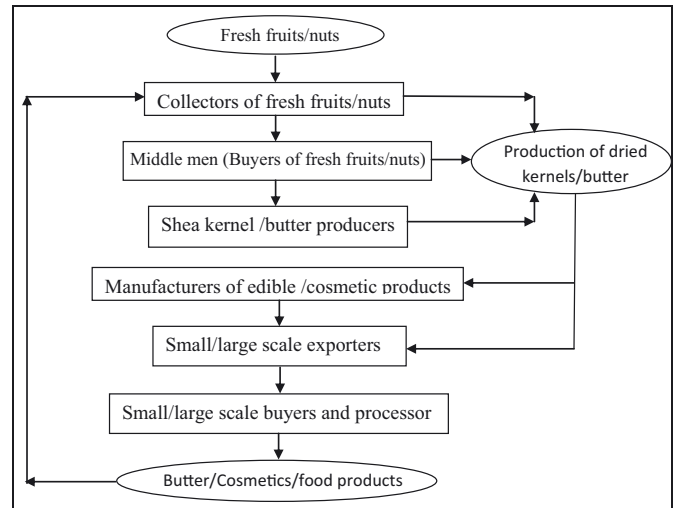 Fresh fruits/nuts
Collectors of fresh fruits/nuts
Middle men (Buyers of fresh fruits/nuts)
Production of dried
kernels/butter
Shea kernel /butter producers
Manufacturers of edible /cosmetic products
Small/large scale exporters
Small/large scale buyers and processor
Butter/Cosmetics/food products